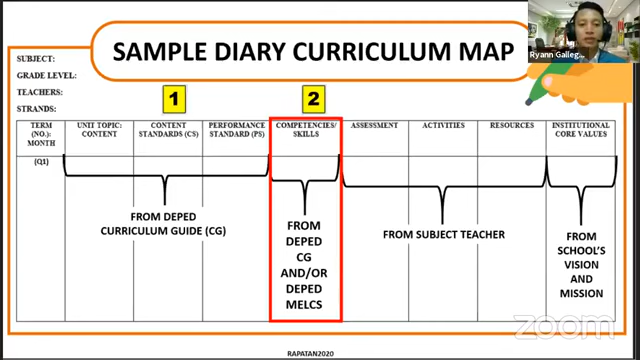 SAMPLE DIARY CURRICULUM MAP
Ryann Galleg...
SUBJECT:
GRADE LEVEL:
TEACHERS:
STRANDS:
1
2
TERM (NO.): MONTH
UNIT TOPIC: CONTENT
CONTENT STANDARDS (CS)
PERFORMANCE STANDARD (PS)
COMPETENCIES/ SKILLS
ASSESSMENT
ACTIVITIES
RESOURCES
INSTITUTIONAL CORE VALUES
(Q1)
FROM DEPED
CURRICULUM GUIDE (CG)
FROM
DEPED
CG
AND/OR
DEPED
MELCS
FROM SUBJECT TEACHER
FROM
SCHOOL'S
VISION
AND
MISSION
zoom
RAPATAN2020